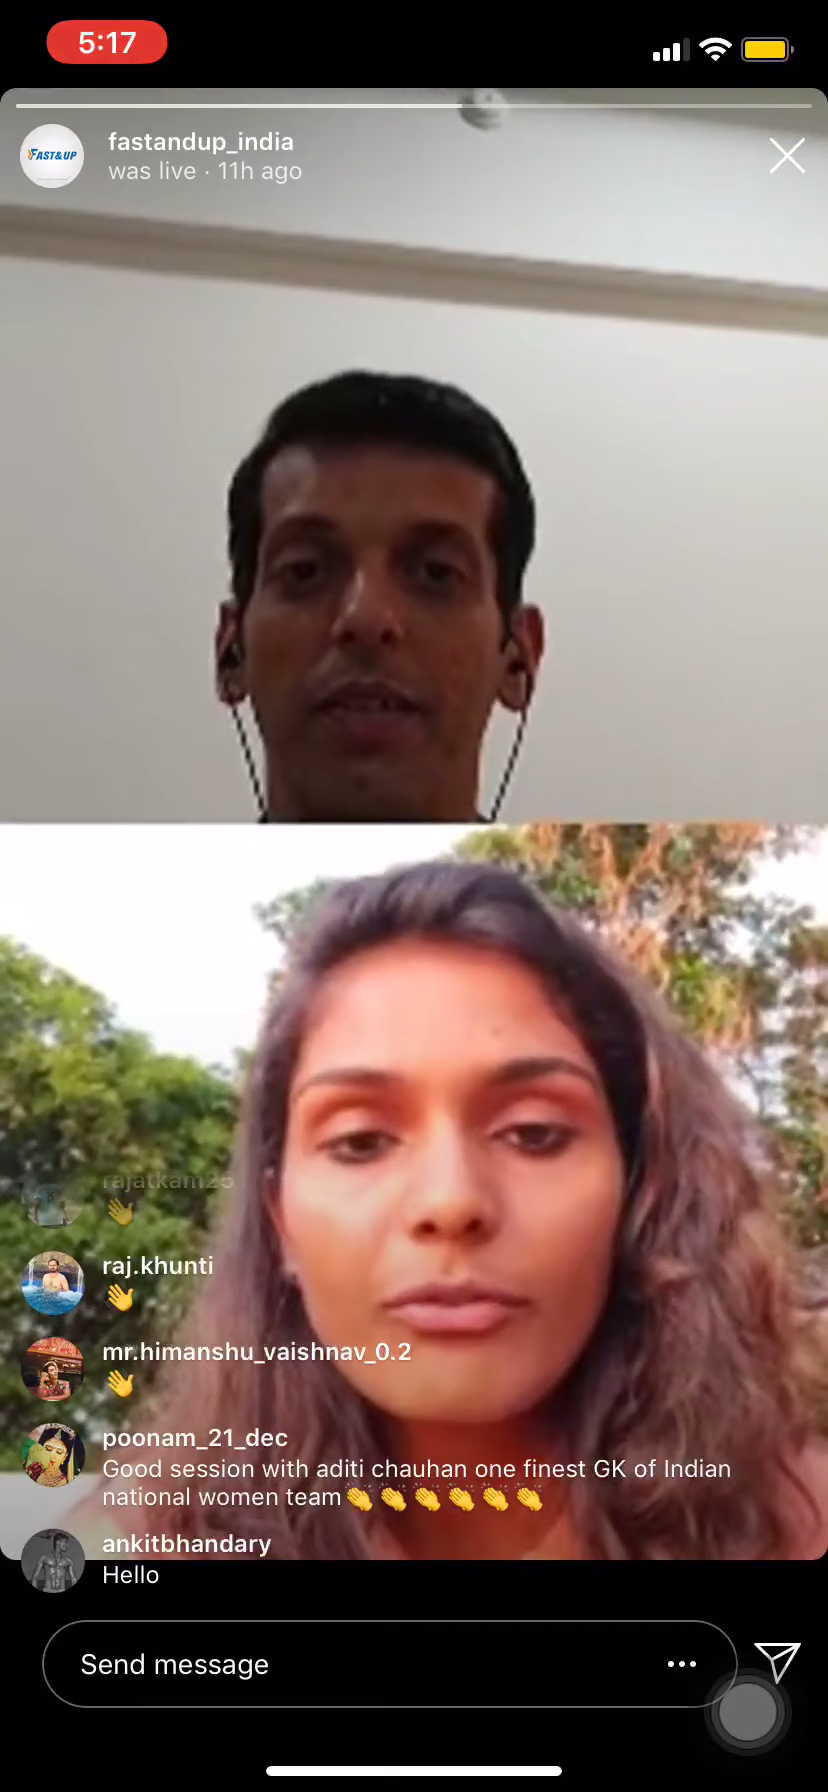 5:17
FAST&UP
fastandup_india
was live · 11h ago
rajatkam25
👋
raj.khunti
👋
mr.himanshu_vaishnav_0.2
👋
poonam_21_dec
Good session with aditi chauhan one finest GK of Indian
national women team👏👏👏👏👏👏
ankitbhandary
Hello
Send message